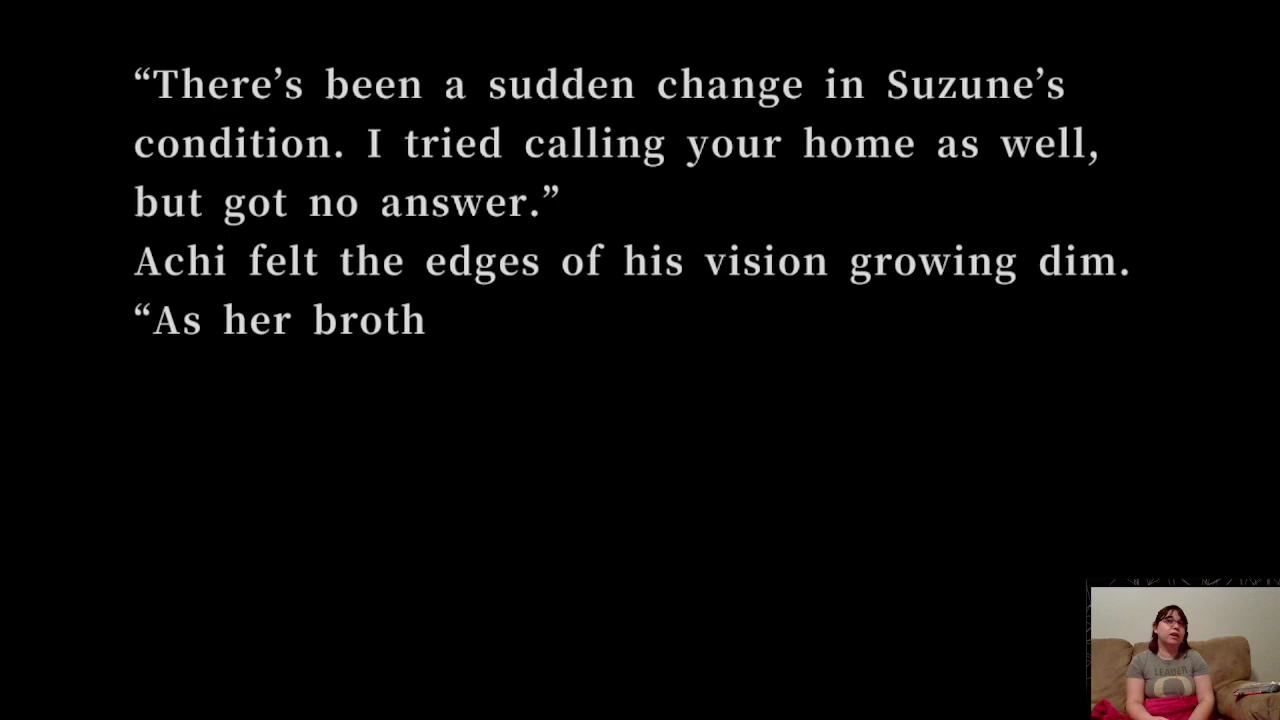 “There’s been a sudden change in Suzune’s
condition. I tried calling your home as well,
but got no answer.”
Achi felt the edges of his vision growing dim.
“As her broth
LEADER